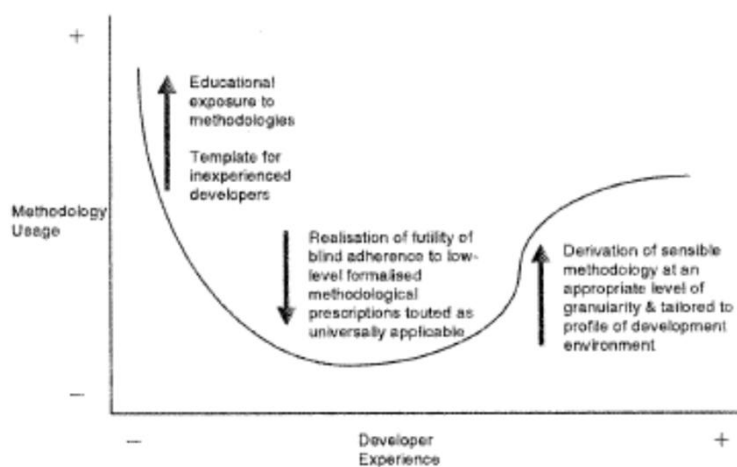 +
Educational
exposure to
methodologies
Template for
inexperienced
developers
Methodology
Usage
Realisation of futility of
blind adherence to low-
level formalised
methodological
prescriptions touted as
universally applicable
Derivation of sensible
methodology at an
appropriate level of
granularity & tailored to
profile of development
environment
—
—
Developer
Experience
+